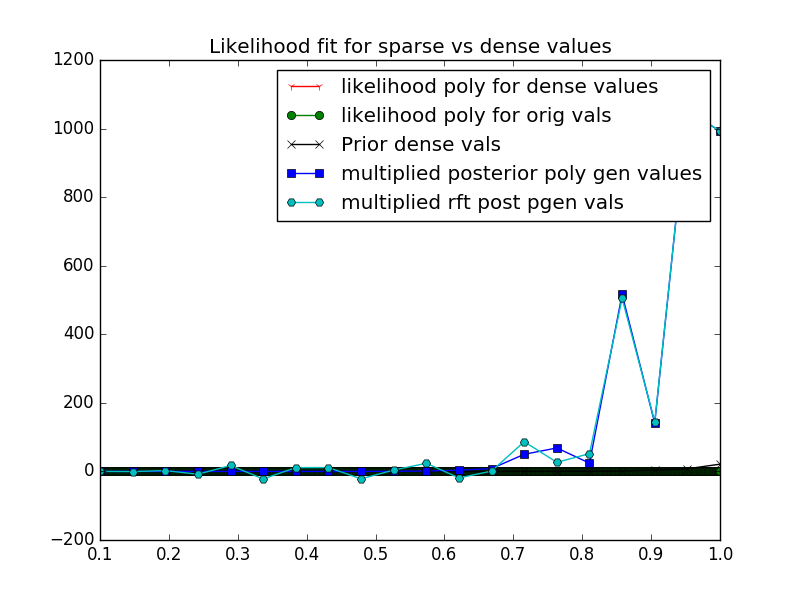 Likelihood fit for sparse vs dense values
1200
1000
800
600
400
200
0
−200
likelihood poly for dense values
likelihood poly for orig vals
Prior dense vals
multiplied posterior poly gen values
multiplied rft post pgen vals
0.1 0.2 0.3 0.4 0.5 0.6 0.7 0.8 0.9 1.0